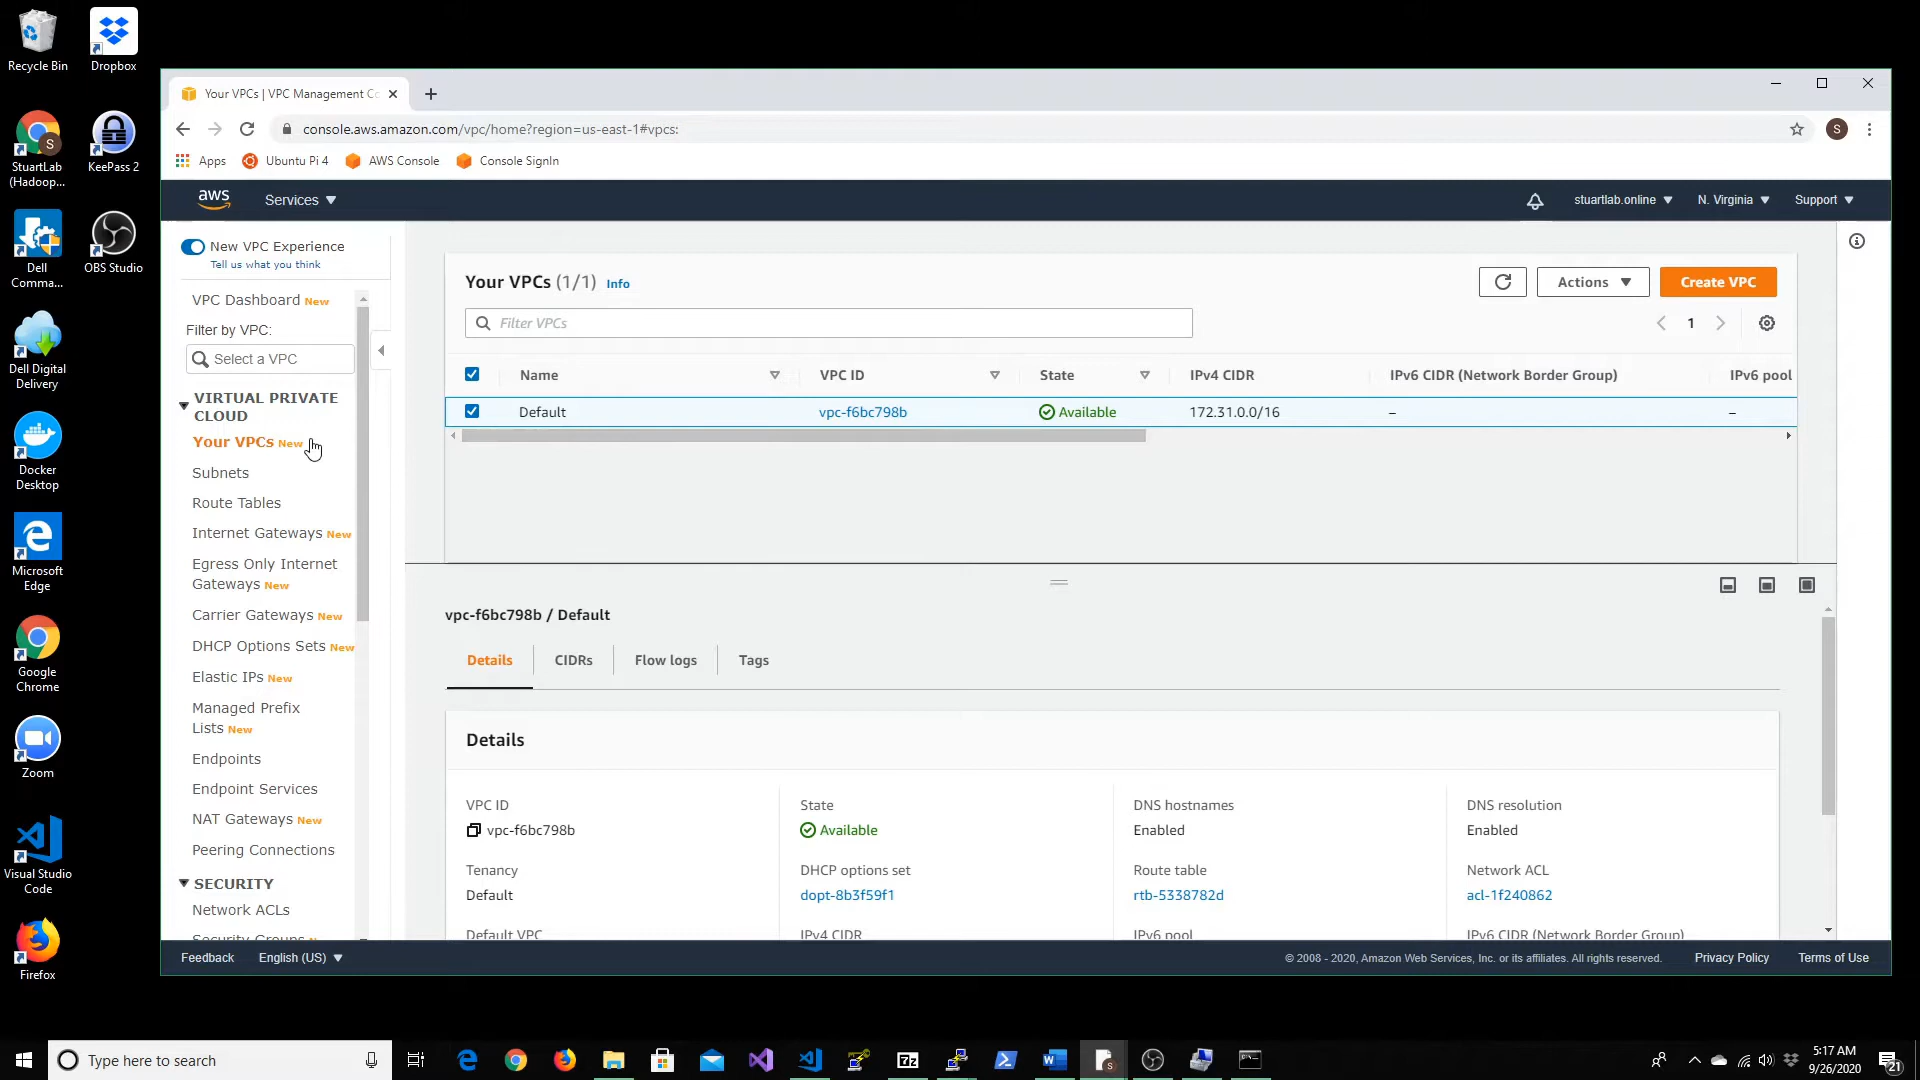 Recycle Bin
Dropbox
StuartLab
(Hadoop...
KeePass 2
Dell
Comma...
OBS Studio
Dell Digital
Delivery
Docker
Desktop
Microsoft
Edge
Google
Chrome
Zoom
Visual Studio
Code
Firefox
Your VPCs | VPC Management Co
console.aws.amazon.com/vpc/home?region=us-east-1#vpcs:
S
Apps
Ubuntu Pi 4
AWS Console
Console SignIn
aws
Services
stuartlab.online
N. Virginia
Support
New VPC Experience
Tell us what you think
VPC Dashboard New
Filter by VPC:
Select a VPC
VIRTUAL PRIVATE
CLOUD
Your VPCs New
Subnets
Route Tables
Internet Gateways New
Egress Only Internet
Gateways New
Carrier Gateways New
DHCP Options Sets New
Elastic IPs New
Managed Prefix
Lists New
Endpoints
Endpoint Services
NAT Gateways New
Peering Connections
SECURITY
Network ACLs
Security Groups
Your VPCs (1/1) Info
Actions
Create VPC
Filter VPCs
1
Name VPC ID State IPv4 CIDR IPv6 CIDR (Network Border Group) IPv6 pool
Default vpc-f6bc798b Available 172.31.0.0/16 – –
vpc-f6bc798b / Default
Details CIDRs Flow logs Tags
Details
VPC ID State DNS hostnames DNS resolution
vpc-f6bc798b Available Enabled Enabled
Tenancy DHCP options set Route table Network ACL
Default dopt-8b3f59f1 rtb-5338782d acl-1f240862
Default VPC IPv4 CIDR IPv6 pool IPv6 CIDR (Network Border Group)
Feedback English (US)
© 2008 - 2020, Amazon Web Services, Inc. or its affiliates. All rights reserved. Privacy Policy Terms of Use
Type here to search
5:17 AM
9/26/2020
21